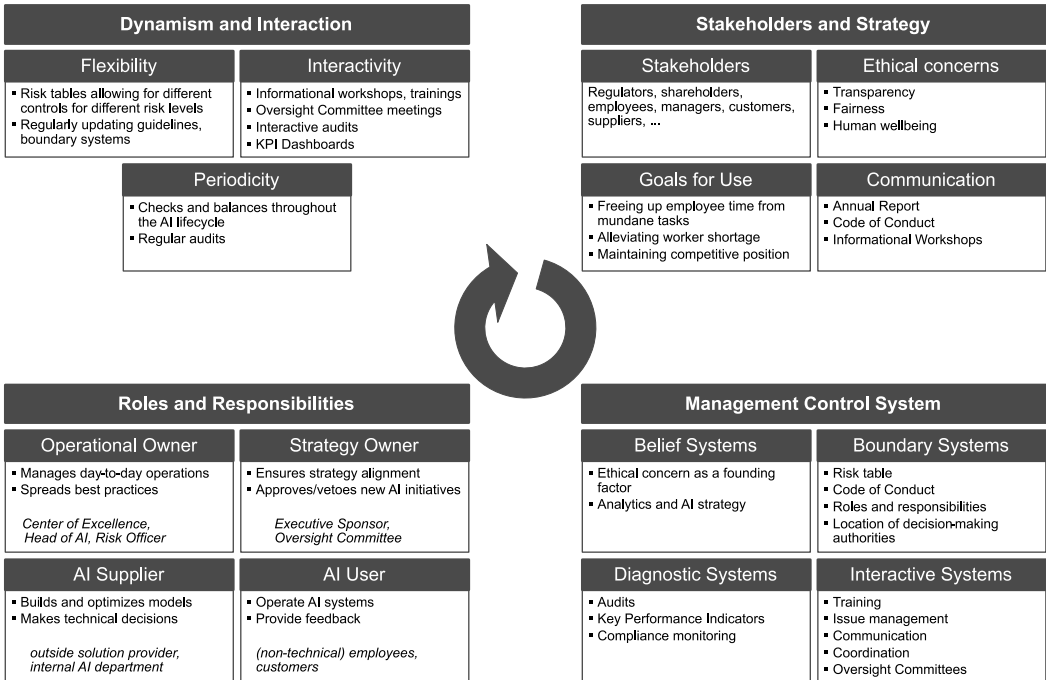 Dynamism and Interaction
Flexibility
▪ Risk tables allowing for different
controls for different risk levels
▪ Regularly updating guidelines,
boundary systems
Interactivity
▪ Informational workshops, trainings
▪ Oversight Committee meetings
▪ Interactive audits
▪ KPI Dashboards
Periodicity
▪ Checks and balances throughout
the AI lifecycle
▪ Regular audits
Stakeholders and Strategy
Stakeholders
Regulators, shareholders,
employees, managers, customers,
suppliers, ...
Ethical concerns
▪ Transparency
▪ Fairness
▪ Human wellbeing
Goals for Use
▪ Freeing up employee time from
mundane tasks
▪ Alleviating worker shortage
▪ Maintaining competitive position
Communication
▪ Annual Report
▪ Code of Conduct
▪ Informational Workshops
Roles and Responsibilities
Operational Owner
▪ Manages day-to-day operations
▪ Spreads best practices
Center of Excellence,
Head of AI, Risk Officer
Strategy Owner
▪ Ensures strategy alignment
▪ Approves/vetoes new AI initiatives
Executive Sponsor,
Oversight Committee
AI Supplier
▪ Builds and optimizes models
▪ Makes technical decisions
outside solution provider,
internal AI department
AI User
▪ Operate AI systems
▪ Provide feedback
(non-technical) employees,
customers
Management Control System
Belief Systems
▪ Ethical concern as a founding
factor
▪ Analytics and AI strategy
Boundary Systems
▪ Risk table
▪ Code of Conduct
▪ Roles and responsibilities
▪ Location of decision-making
authorities
Diagnostic Systems
▪ Audits
▪ Key Performance Indicators
▪ Compliance monitoring
Interactive Systems
▪ Training
▪ Issue management
▪ Communication
▪ Coordination
▪ Oversight Committees